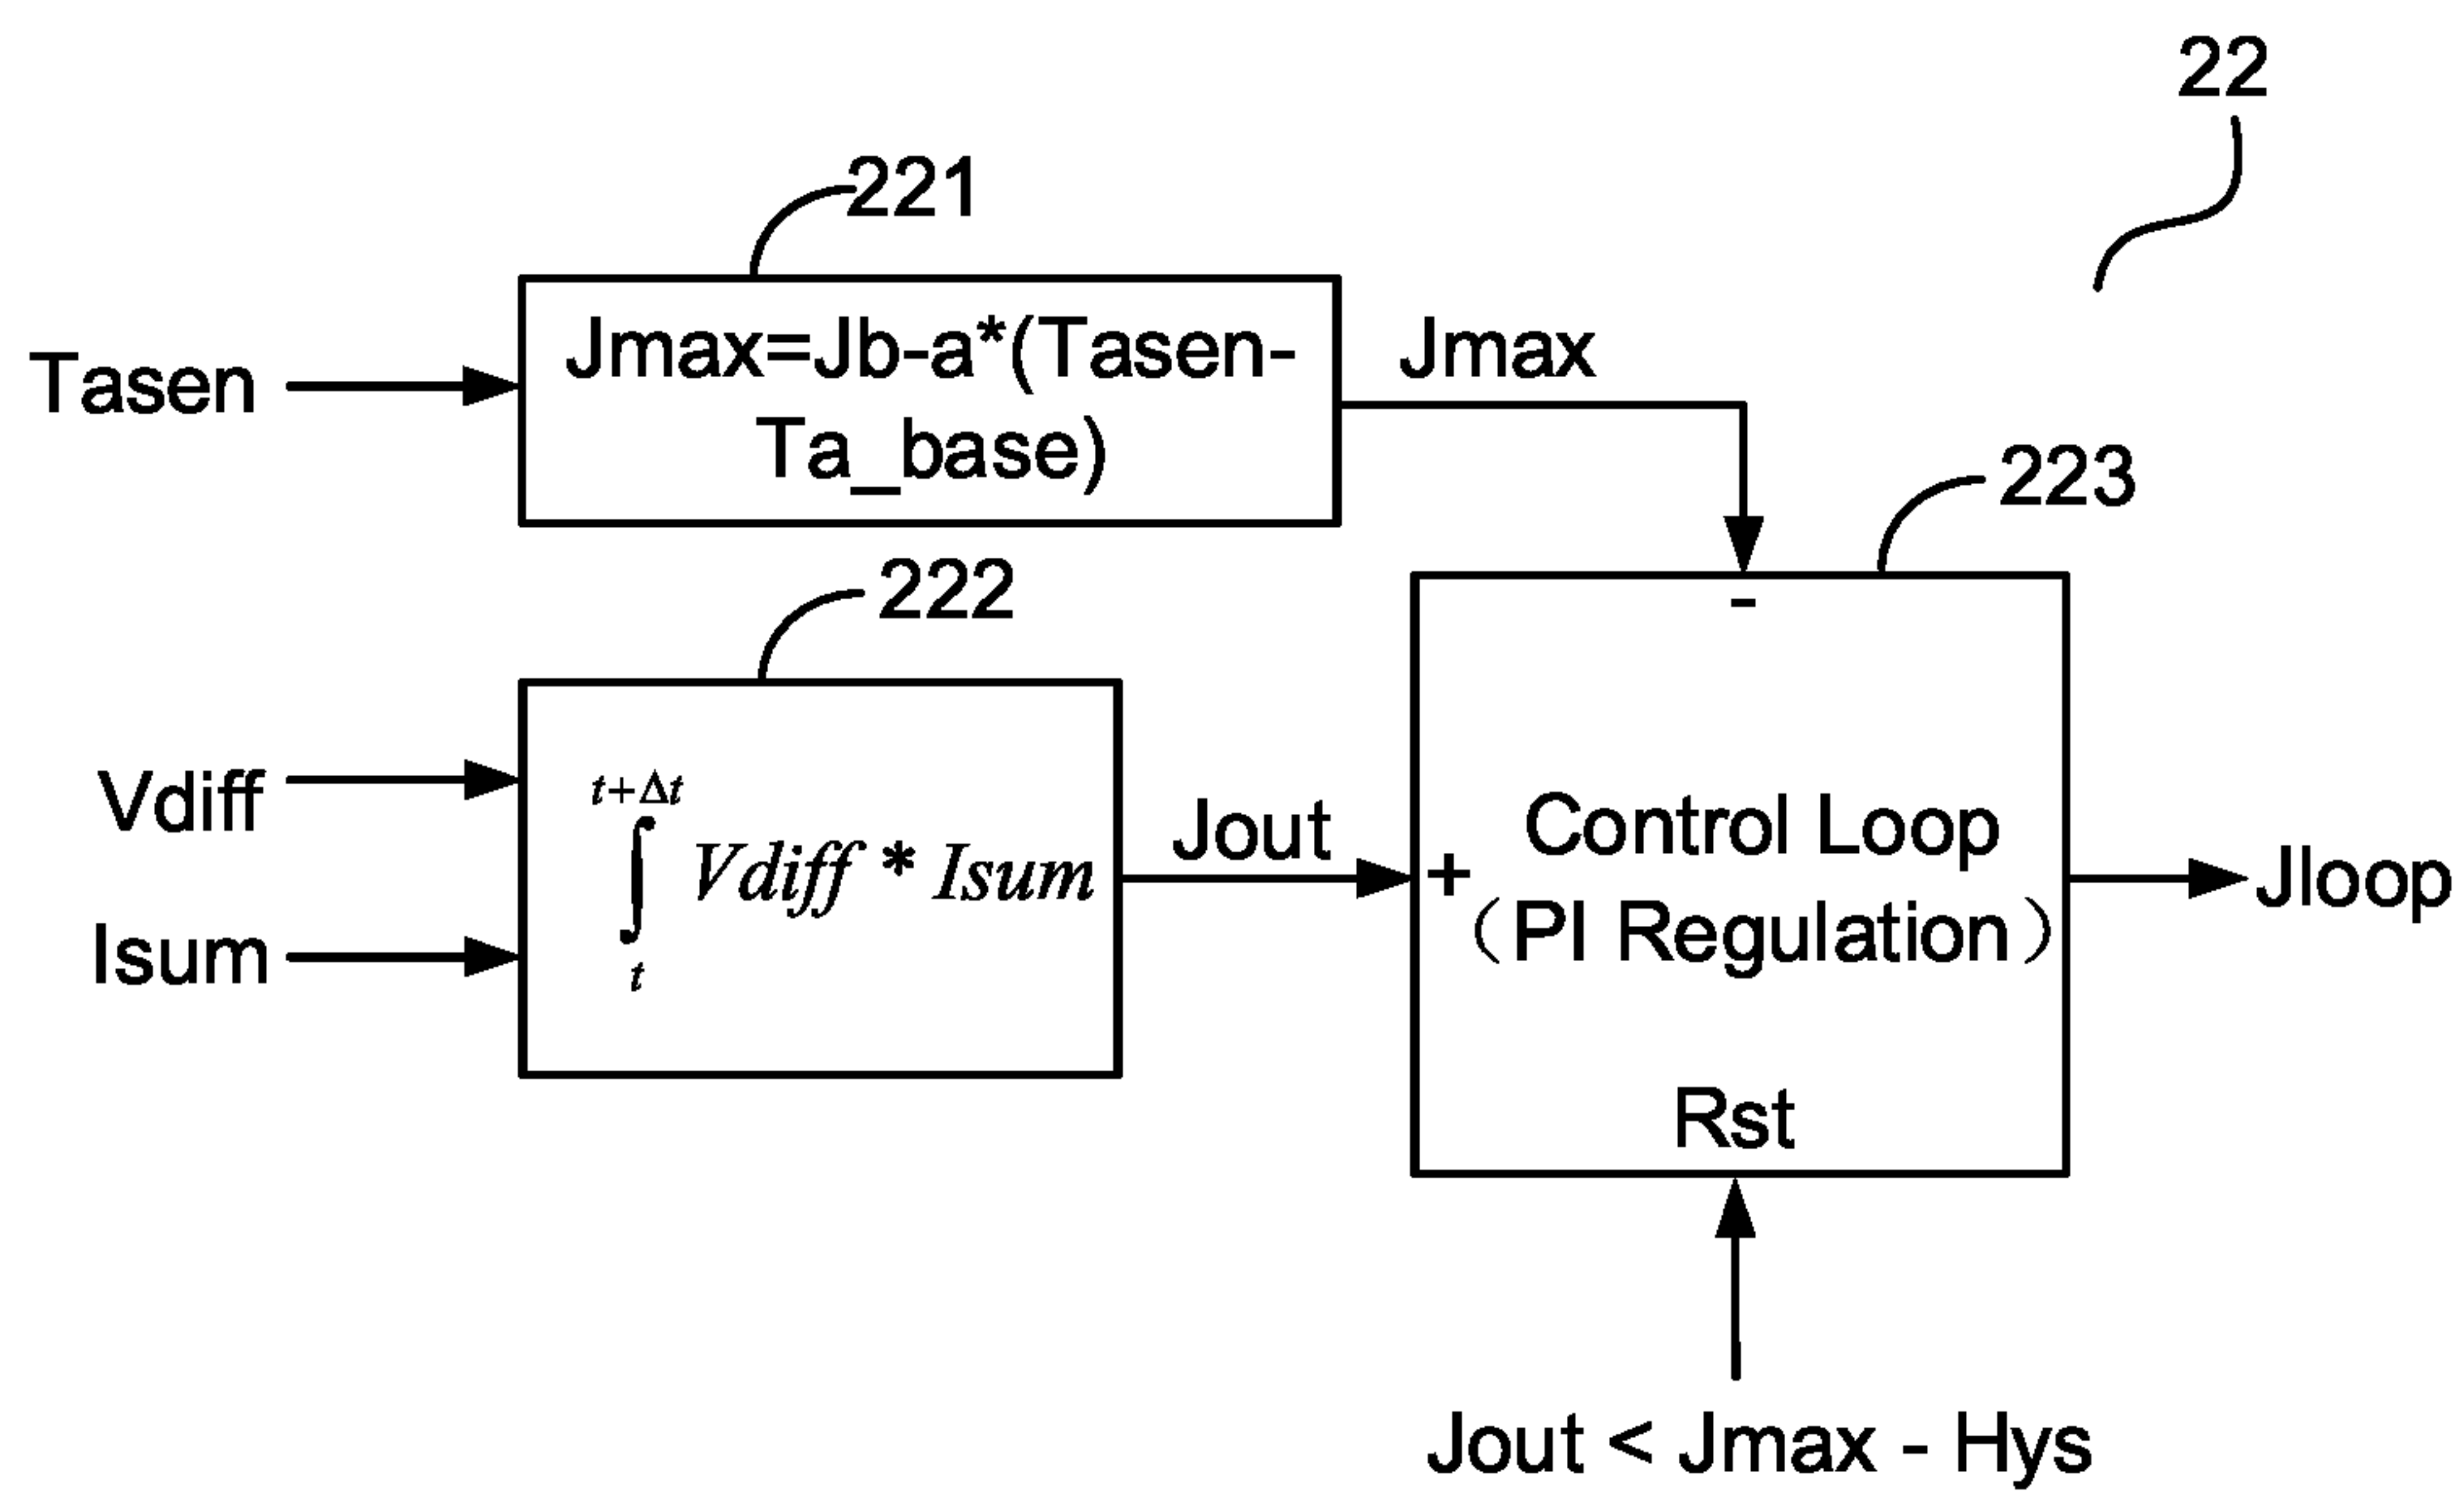 22
221
Tasen
Jmax=Jb-a*(Tasen-
Ta_base)
Jmax
223
-
222
Vdiff
Isum
t+Δt
∫ Vdiff * Isum
t
Jout
+
Control Loop
（PI Regulation）
Rst
Jloop
Jout < Jmax - Hys